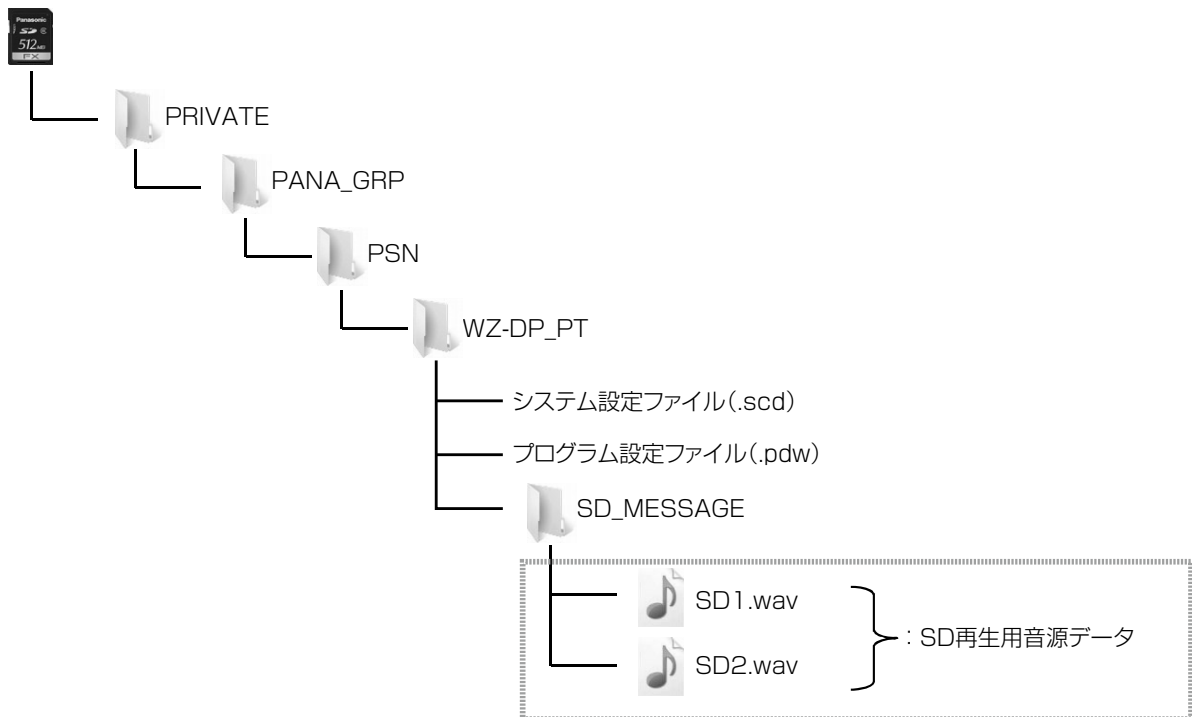 Panasonic
SD
512MB
FX
PRIVATE
PANA_GRP
PSN
WZ-DP_PT
システム設定ファイル(.scd)
プログラム設定ファイル(.pdw)
SD_MESSAGE
SD1.wav
SD2.wav
:SD再生用音源データ